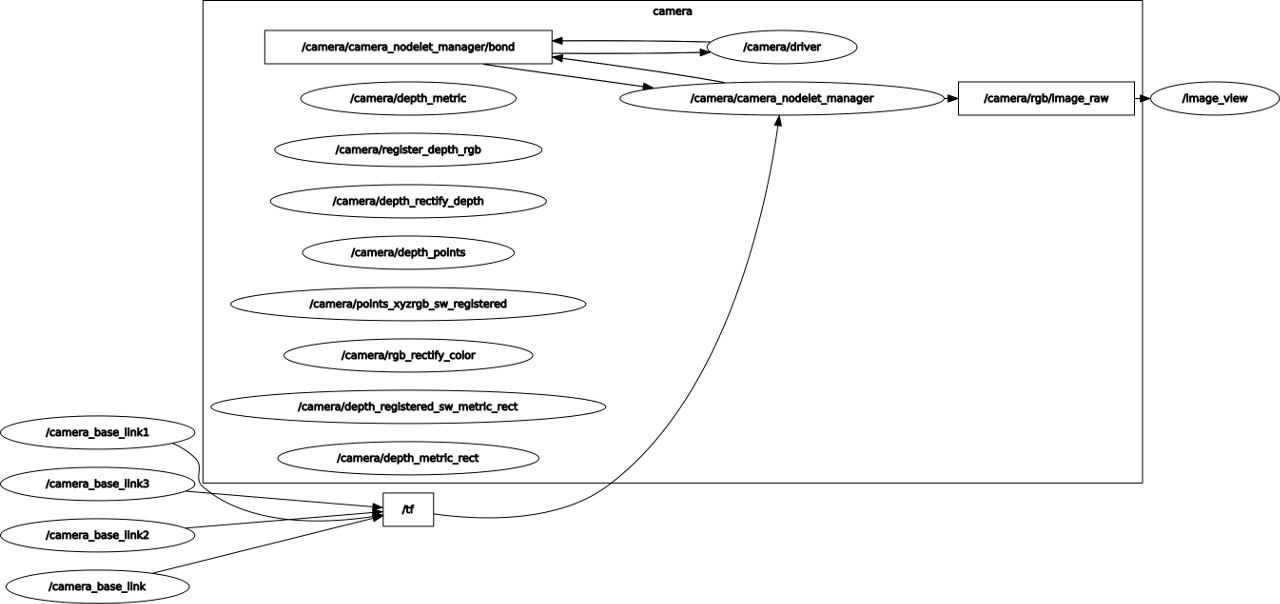 camera
/camera/camera_nodelet_manager/bond
/camera/driver
/camera/depth_metric
/camera/camera_nodelet_manager
/camera/rgb/image_raw
/image_view
/camera/register_depth_rgb
/camera/depth_rectify_depth
/camera/depth_points
/camera/points_xyzrgb_sw_registered
/camera/rgb_rectify_color
/camera/depth_registered_sw_metric_rect
/camera_base_link1
/camera/depth_metric_rect
/camera_base_link3
/tf
/camera_base_link2
/camera_base_link